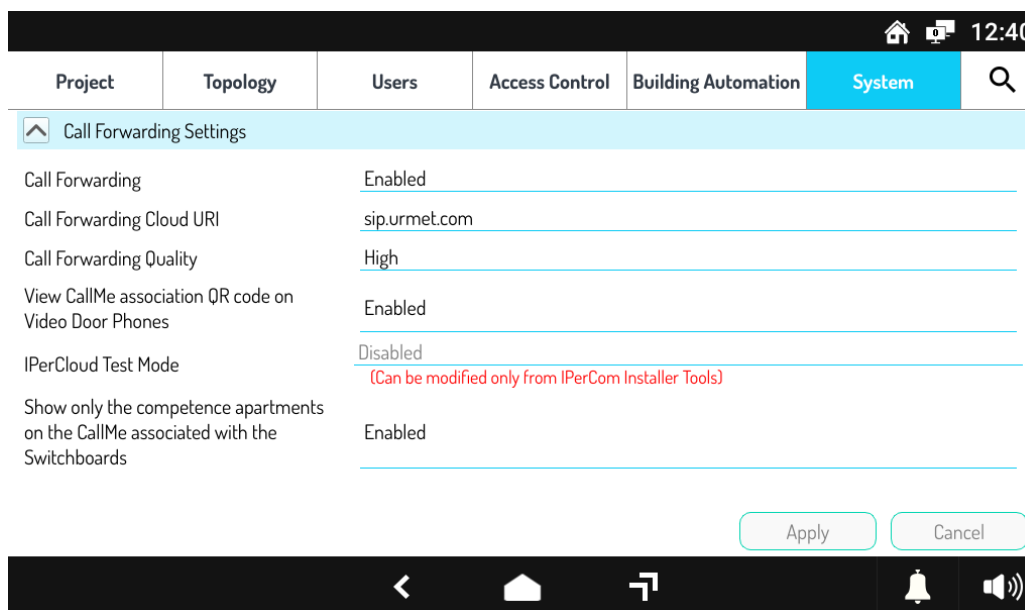 12:40
Project Topology Users Access Control Building Automation System
Call Forwarding Settings
Call Forwarding Enabled
Call Forwarding Cloud URI sip.urmet.com
Call Forwarding Quality High
View CallMe association QR code on
Video Door Phones
Enabled
IPerCloud Test Mode Disabled
(Can be modified only from IPerCom Installer Tools)
Show only the competence apartments
on the CallMe associated with the
Switchboards
Enabled
Apply Cancel